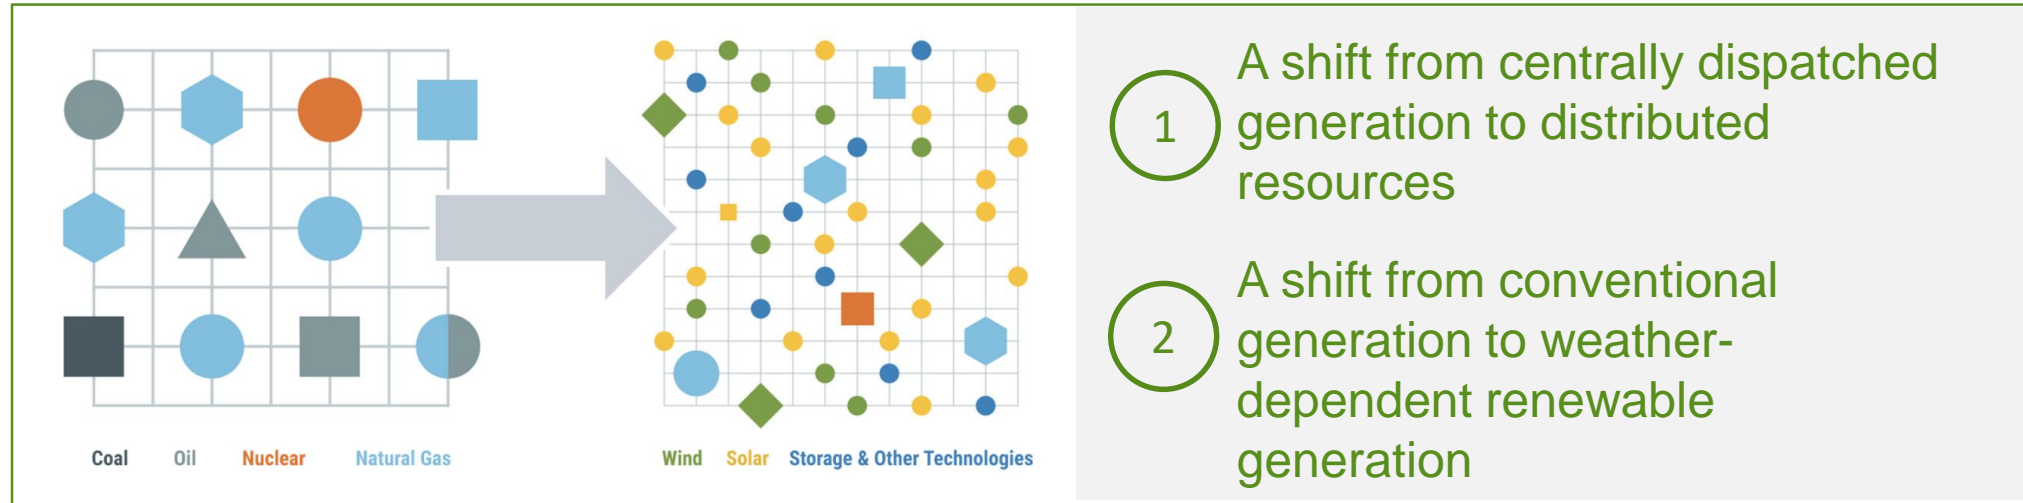 Coal Oil Nuclear Natural Gas
Wind Solar Storage & Other Technologies
1
A shift from centrally dispatched
generation to distributed
resources
2
A shift from conventional
generation to weather-
dependent renewable
generation